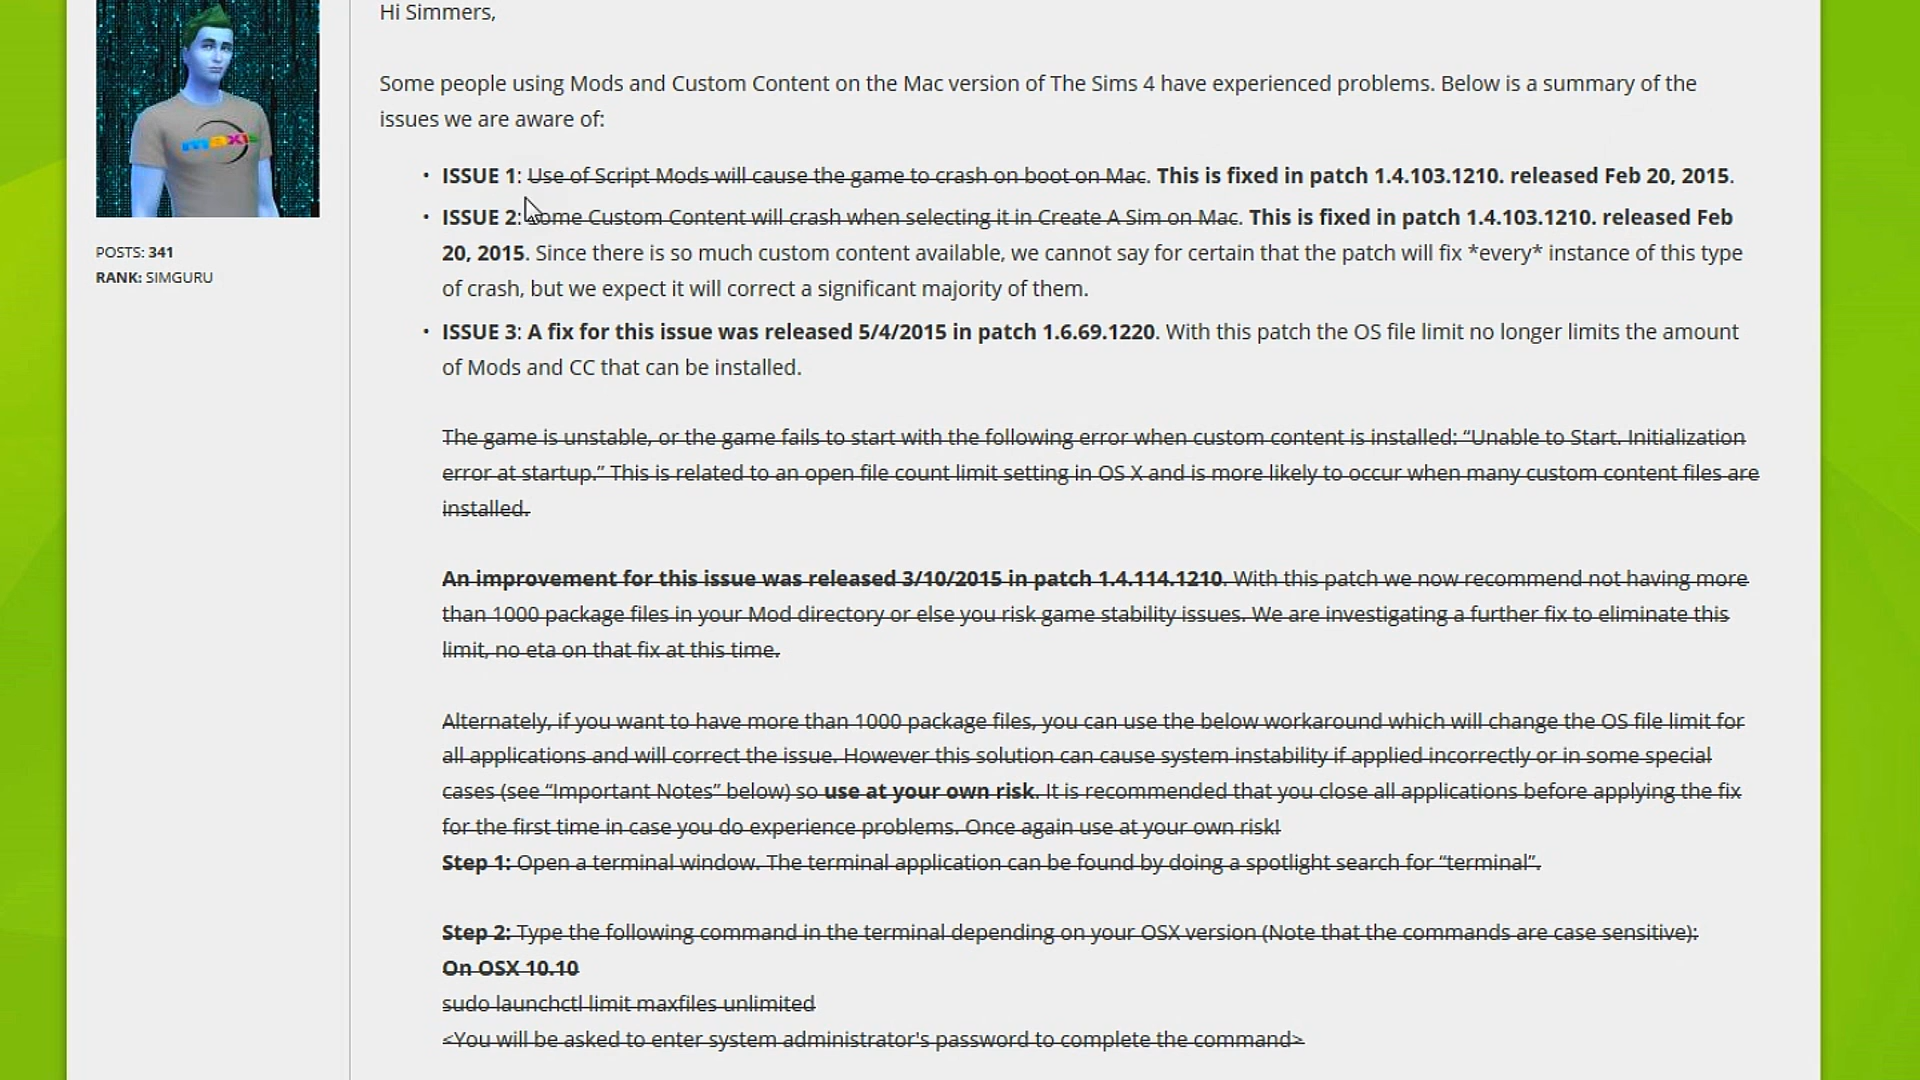 Hi Simmers,
Some people using Mods and Custom Content on the Mac version of The Sims 4 have experienced problems. Below is a summary of the
issues we are aware of:
maxis
• ISSUE 1: Use of Script Mods will cause the game to crash on boot on Mac. This is fixed in patch 1.4.103.1210. released Feb 20, 2015.
• ISSUE 2: Some Custom Content will crash when selecting it in Create A Sim on Mac. This is fixed in patch 1.4.103.1210. released Feb
20, 2015. Since there is so much custom content available, we cannot say for certain that the patch will fix *every* instance of this type
of crash, but we expect it will correct a significant majority of them.
POSTS: 341
RANK: SIMGURU
• ISSUE 3: A fix for this issue was released 5/4/2015 in patch 1.6.69.1220. With this patch the OS file limit no longer limits the amount
of Mods and CC that can be installed.
The game is unstable, or the game fails to start with the following error when custom content is installed: “Unable to Start. Initialization
error at startup.” This is related to an open file count limit setting in OS X and is more likely to occur when many custom content files are
installed.
An improvement for this issue was released 3/10/2015 in patch 1.4.114.1210. With this patch we now recommend not having more
than 1000 package files in your Mod directory or else you risk game stability issues. We are investigating a further fix to eliminate this
limit, no eta on that fix at this time.
Alternately, if you want to have more than 1000 package files, you can use the below workaround which will change the OS file limit for
all applications and will correct the issue. However this solution can cause system instability if applied incorrectly or in some special
cases (see “Important Notes” below) so use at your own risk. It is recommended that you close all applications before applying the fix
for the first time in case you do experience problems. Once again use at your own risk!
Step 1: Open a terminal window. The terminal application can be found by doing a spotlight search for “terminal”.
Step 2: Type the following command in the terminal depending on your OSX version (Note that the commands are case sensitive):
On OSX 10.10
sudo launchctl limit maxfiles unlimited
<You will be asked to enter system administrator's password to complete the command>